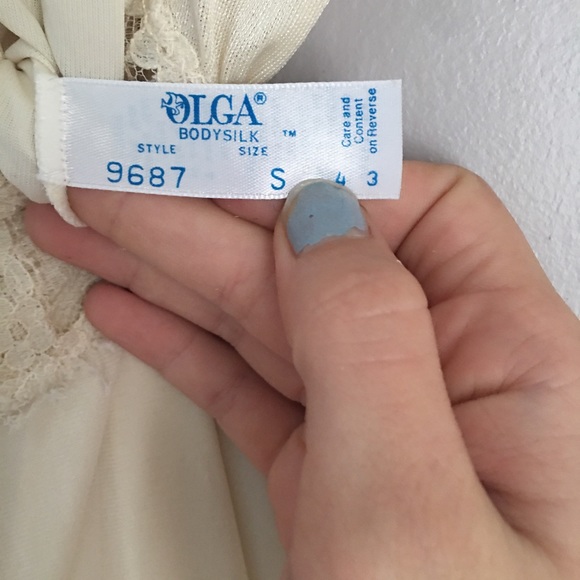 OLGA®
BODYSILK ™
STYLE SIZE
9687 S 4 3
Care and
Content
on Reverse